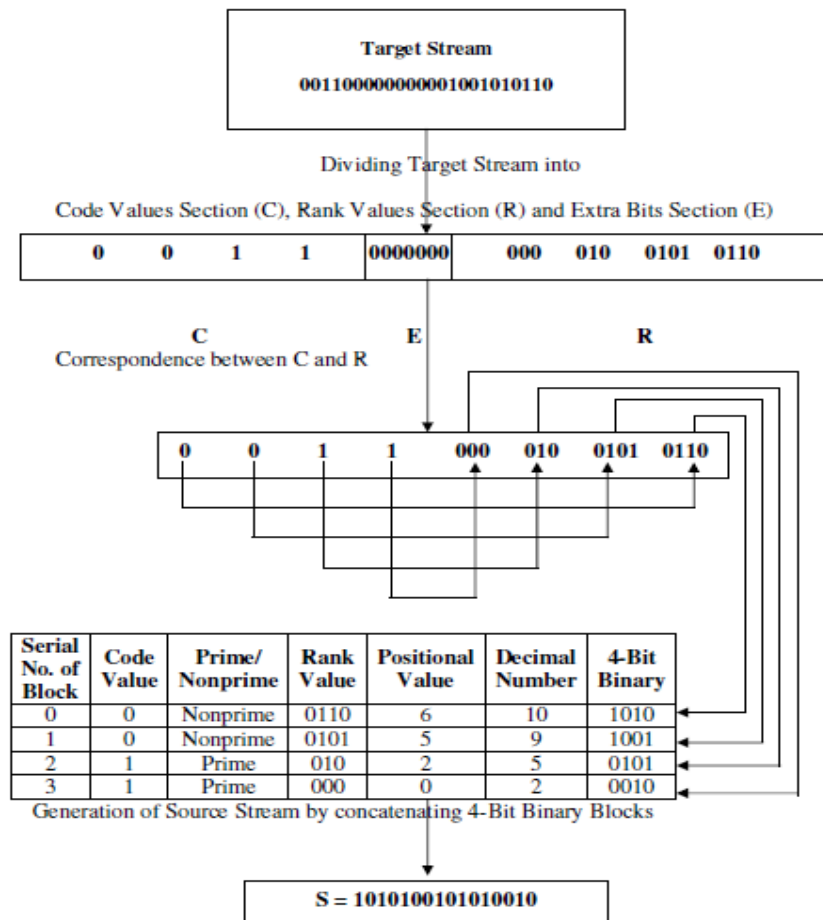 Target Stream
0011000000000001001010110
Dividing Target Stream into
Code Values Section (C), Rank Values Section (R) and Extra Bits Section (E)
0 0 1 1 0000000 000 010 0101 0110
C E R
Correspondence between C and R
0 0 1 1 000 010 0101 0110
Serial No. of Block Code Value Prime/ Nonprime Rank Value Positional Value Decimal Number 4-Bit Binary
0 0 Nonprime 0110 6 10 1010
1 0 Nonprime 0101 5 9 1001
2 1 Prime 010 2 5 0101
3 1 Prime 000 0 2 0010
Generation of Source Stream by concatenating 4-Bit Binary Blocks
S = 1010100101010010